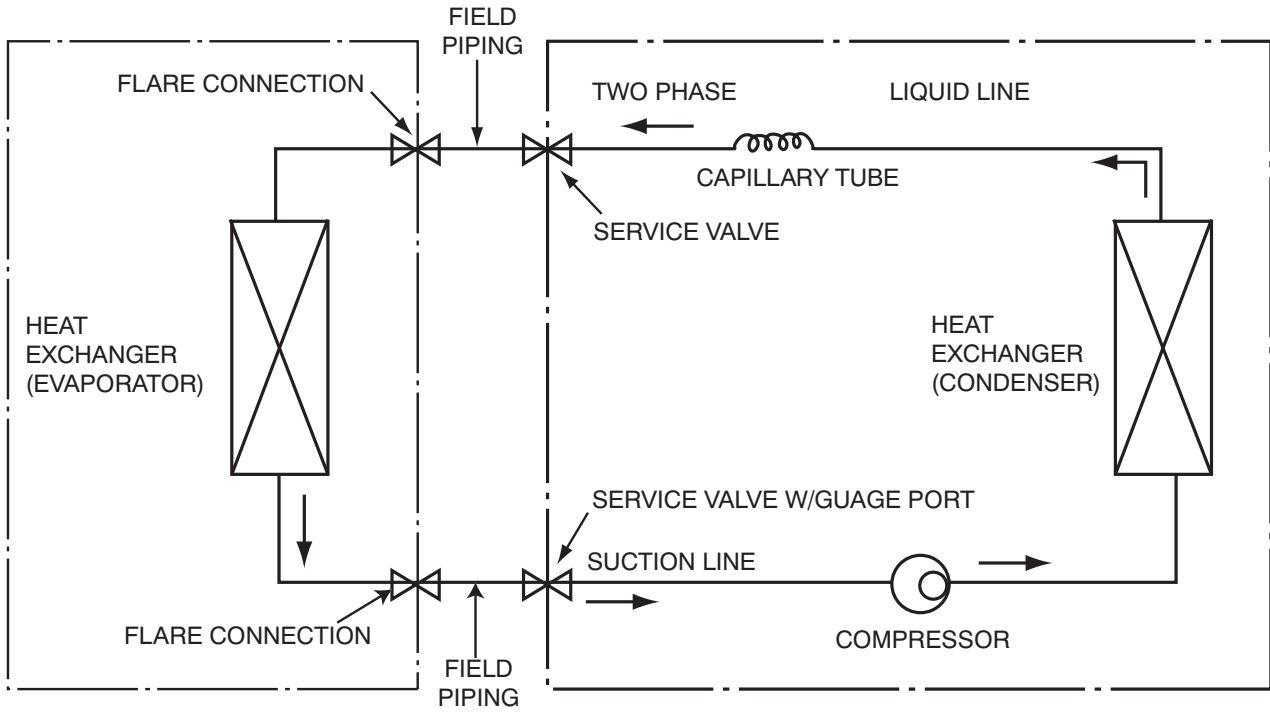 FIELD
PIPING
FLARE CONNECTION
TWO PHASE
LIQUID LINE
CAPILLARY TUBE
SERVICE VALVE
HEAT
EXCHANGER
(EVAPORATOR)
HEAT
EXCHANGER
(CONDENSER)
SERVICE VALVE W/GUAGE PORT
SUCTION LINE
FLARE CONNECTION
COMPRESSOR
FIELD
PIPING